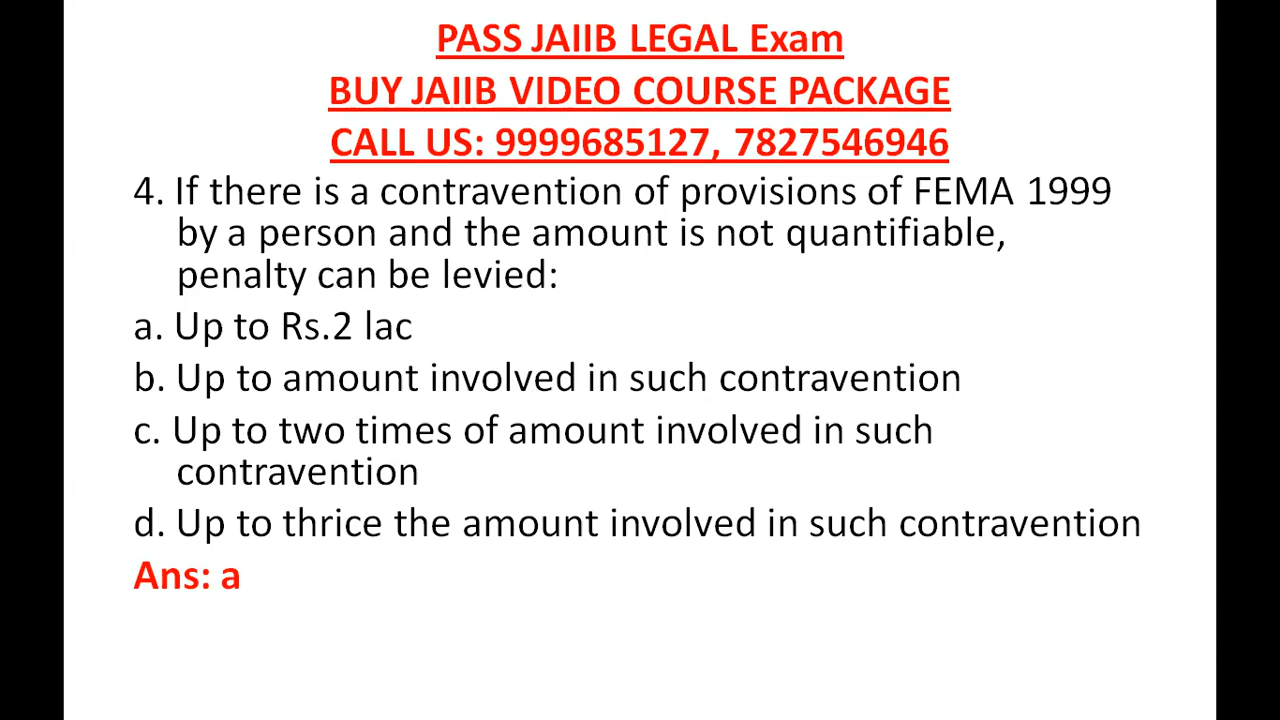 PASS JAIIB LEGAL Exam
BUY JAIIB VIDEO COURSE PACKAGE
CALL US: 9999685127, 7827546946
4. If there is a contravention of provisions of FEMA 1999
by a person and the amount is not quantifiable,
penalty can be levied:
a. Up to Rs.2 lac
b. Up to amount involved in such contravention
c. Up to two times of amount involved in such
contravention
d. Up to thrice the amount involved in such contravention
Ans: a